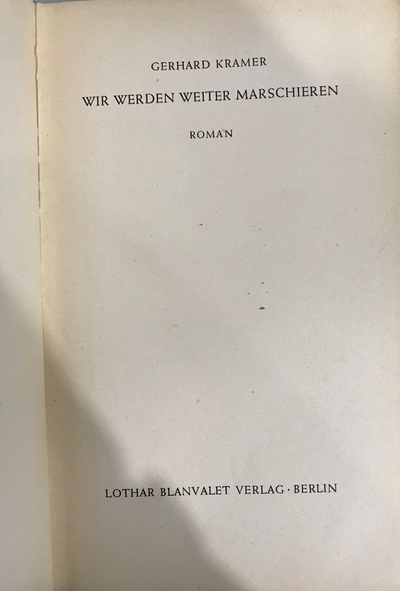 GERHARD KRAMER
WIR WERDEN WEITER MARSCHIEREN
ROMAN
LOTHAR BLANVALET VERLAG · BERLIN